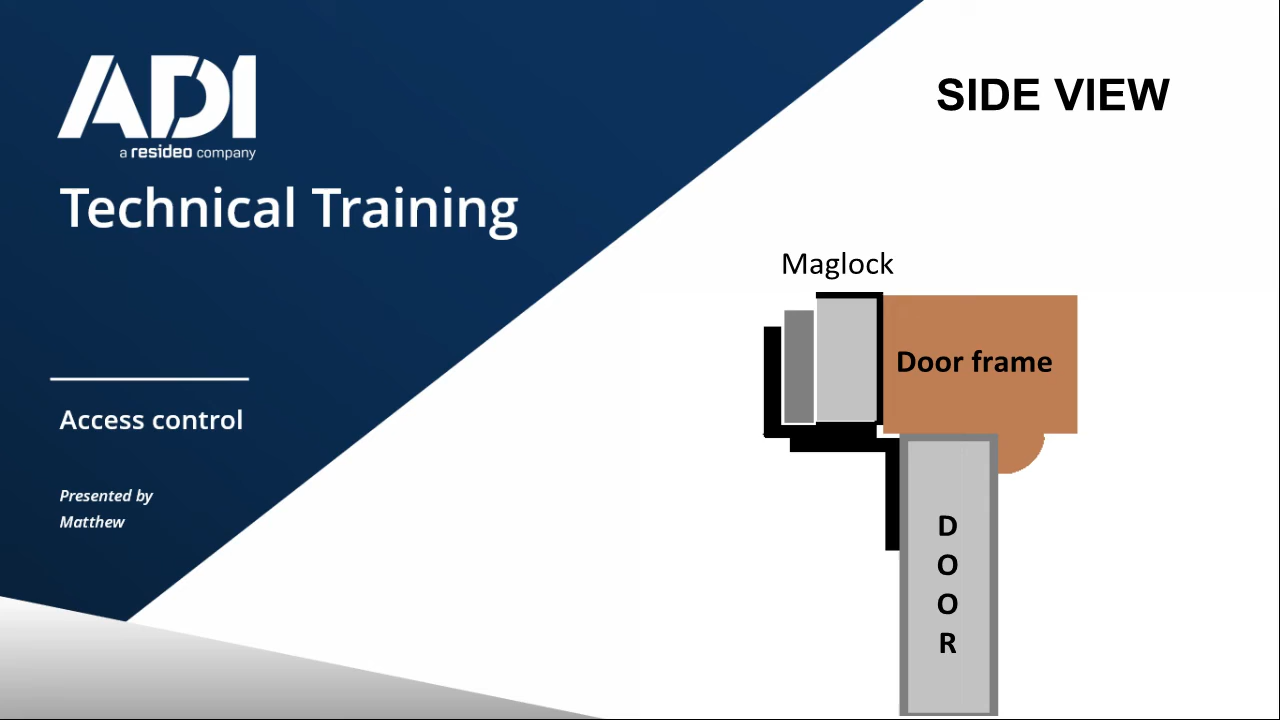 ADI
a resideo company
Technical Training
Access control
Presented by
Matthew
SIDE VIEW
Maglock
Door frame
D
O
O
R